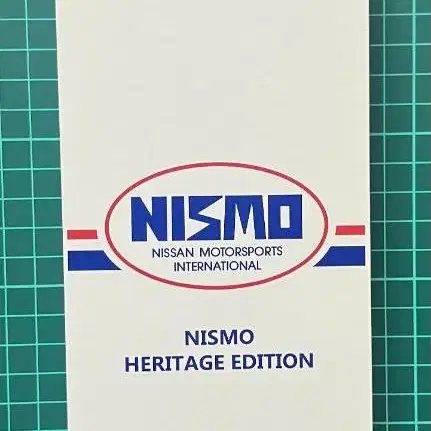 NISMO
NISSAN MOTORSPORTS
INTERNATIONAL
NISMO
HERITAGE EDITION